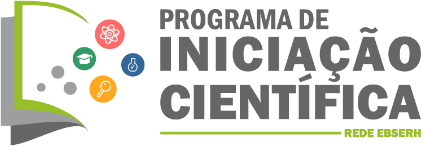 PROGRAMA DE
INICIAÇÃO
CIENTÍFICA
REDE EBSERH